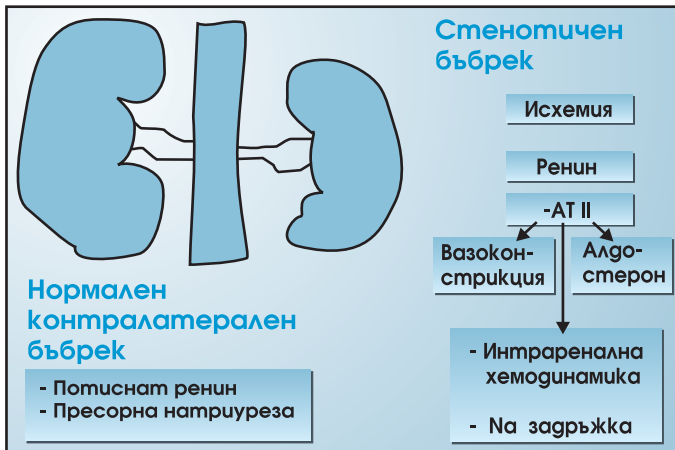 Стенотичен
бъбрек
Исхемия
Ренин
-АТ II
Вазокон-
стрикция
Алдо-
стерон
- Интраренална
хемодинамика
- Na задръжка
Нормален
контралатерален
бъбрек
- Потиснат ренин
- Пресорна натриуреза